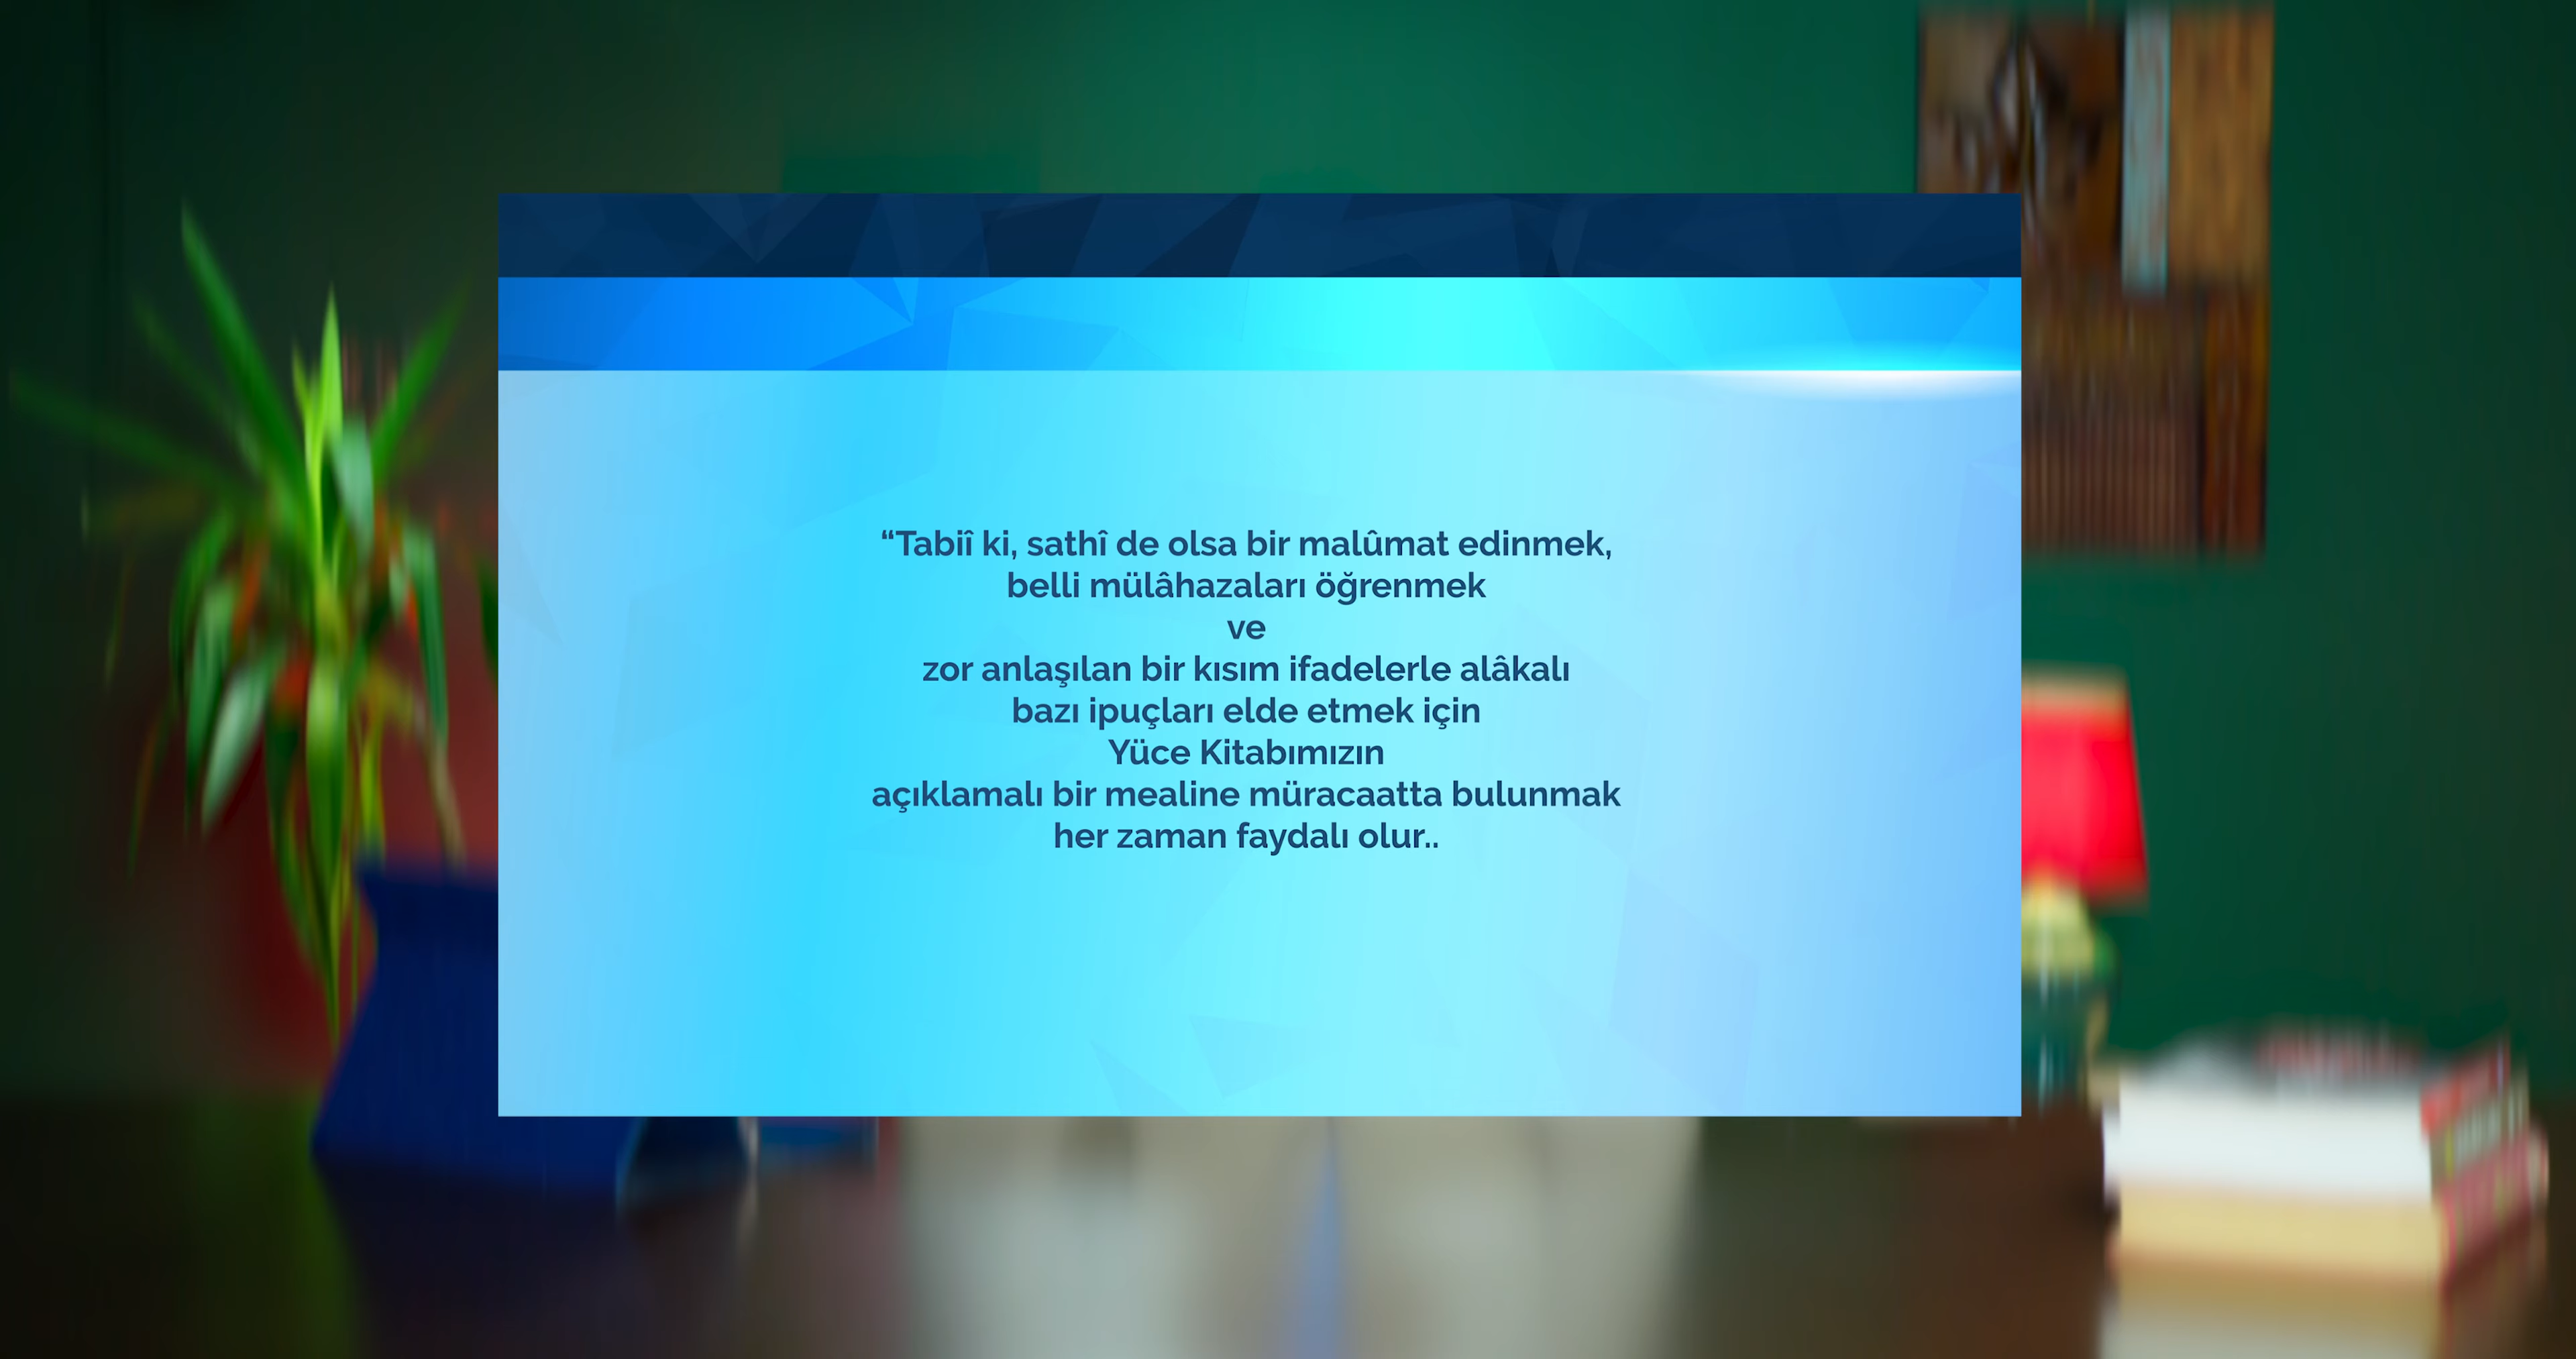 “Tabiî ki, sathî de olsa bir malûmat edinmek,
belli mülâhazaları öğrenmek
ve
zor anlaşılan bir kısım ifadelerle alâkalı
bazı ipuçları elde etmek için
Yüce Kitabımızın
açıklamalı bir mealine müracaatta bulunmak
her zaman faydalı olur..